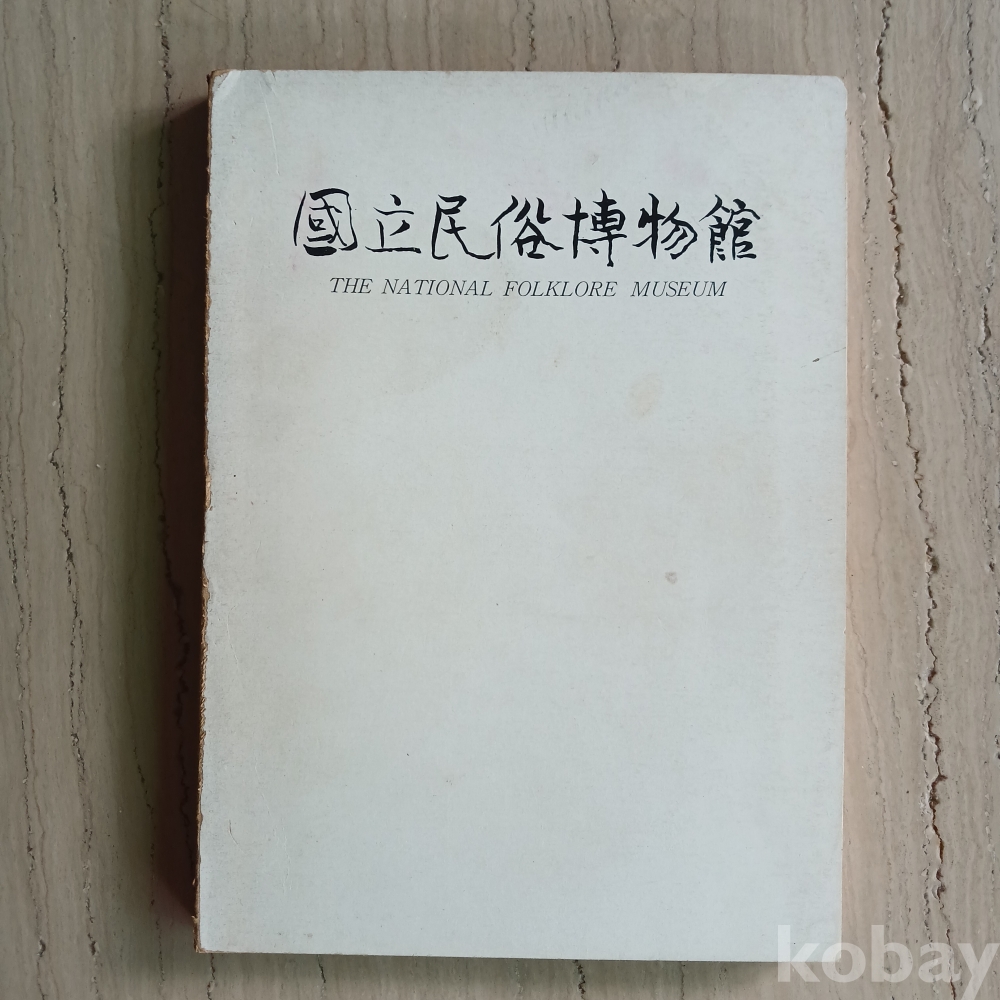 國立民俗博物館
THE NATIONAL FOLKLORE MUSEUM
kobay